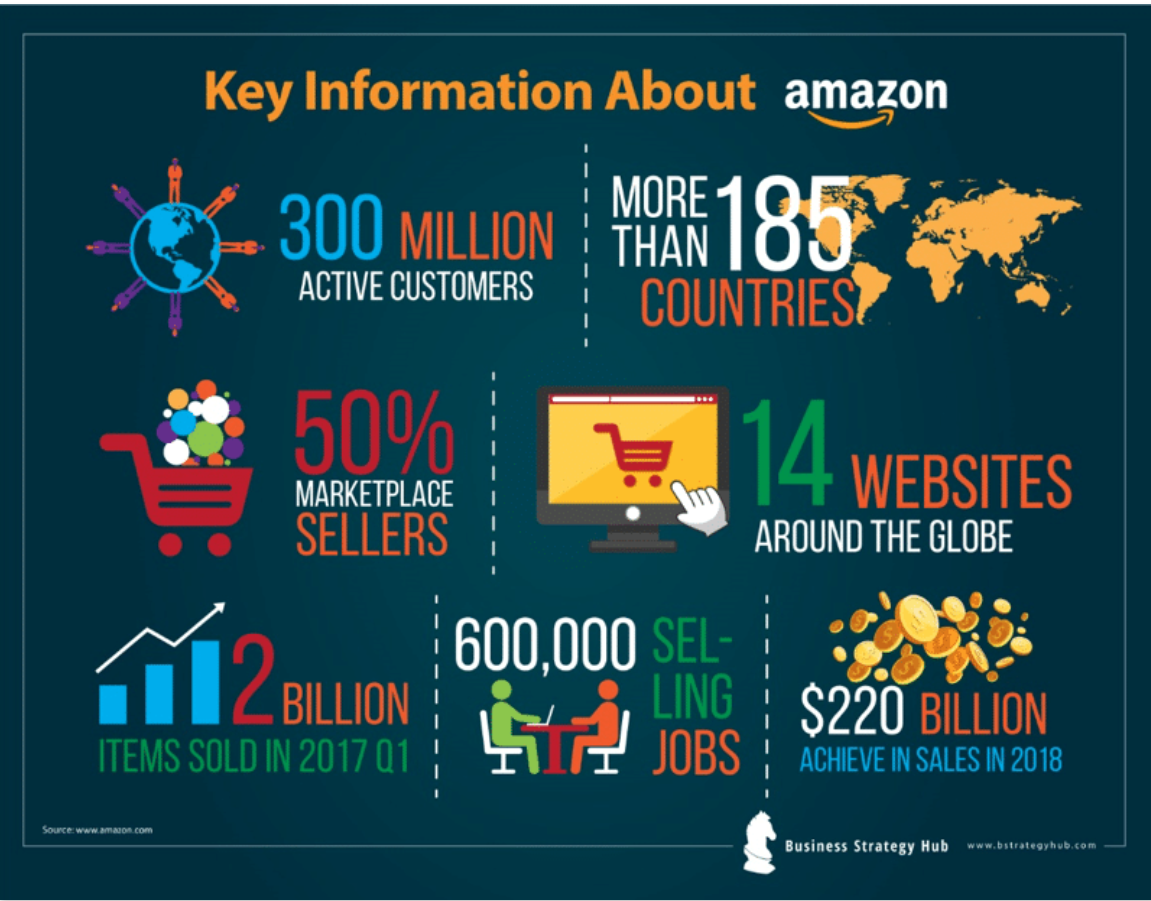 Key Information About amazon
300 MILLION
ACTIVE CUSTOMERS
MORE
THAN 185
COUNTRIES
50%
MARKETPLACE
SELLERS
14 WEBSITES
AROUND THE GLOBE
2 BILLION
ITEMS SOLD IN 2017 Q1
600,000 SEL-
LING
JOBS
$220 BILLION
ACHIEVE IN SALES IN 2018
Source: www.amazon.com
Business Strategy Hub www.bstrategyhub.com